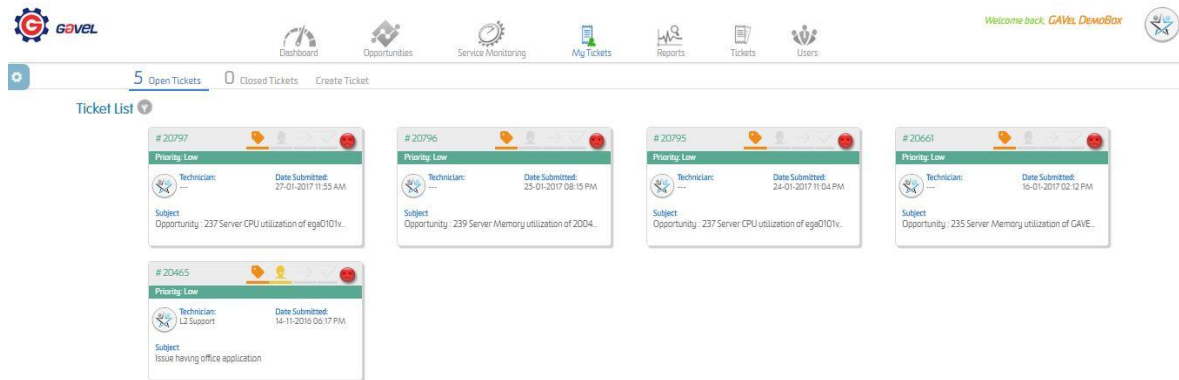 G GAVEL
Welcome back, GAVEL DEMOBOX
Dashboard Opportunities Service Monitoring My Tickets Reports Tickets Users
5 Open Tickets 0 Closed Tickets Create Ticket
Ticket List
# 20797 # 20796 # 20795 # 20661
Priority: Low Priority: Low Priority: Low Priority: Low
Technician: Date Submitted: Technician: Date Submitted: Technician: Date Submitted: Technician: Date Submitted:
--- 27-01-2017 11:55 AM --- 25-01-2017 08:15 PM --- 24-01-2017 11:04 PM --- 16-01-2017 02:12 PM
Subject Subject Subject Subject
Opportunity : 237 Server CPU utilization of ega0101v.. Opportunity : 239 Server Memory utilization of 2004.. Opportunity : 237 Server CPU utilization of ega0101v.. Opportunity : 235 Server Memory utilization of GAVE..
# 20465
Priority: Low
Technician: Date Submitted:
L2 Support 14-11-2016 06:17 PM
Subject
Issue having office application